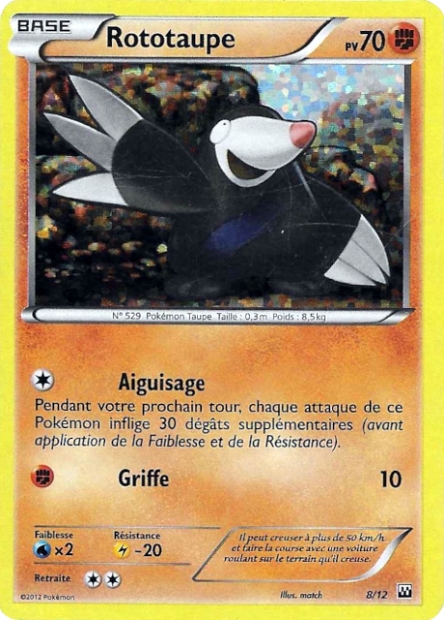 BASE
Rototaupe
PV70
N° 529 Pokémon Taupe Taille : 0,3m Poids : 8,5kg
Aiguisage
Pendant votre prochain tour, chaque attaque de ce
Pokémon inflige 30 dégâts supplémentaires (avant
application de la Faiblesse et de la Résistance).
Griffe 10
Faiblesse Résistance
×2 -20
Retraite
Il peut creuser à plus de 50 km/h
et faire la course avec une voiture
roulant sur le terrain qu'il creuse.
©2012 Pokémon Illus. match 8/12